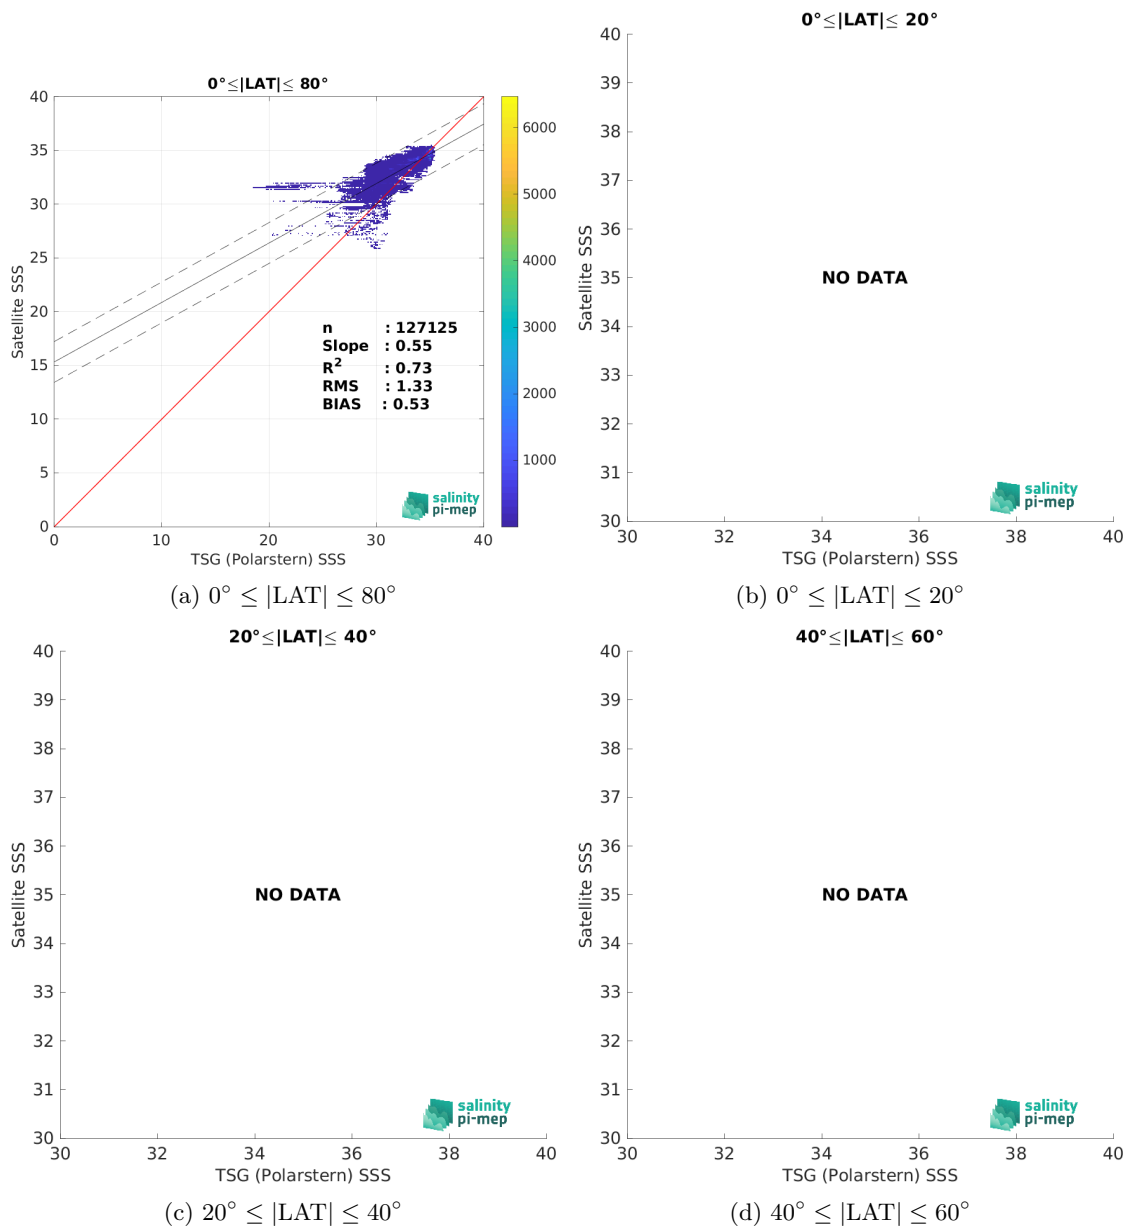 0°≤|LAT|≤ 80°
40
35
30
25
20
15
10
5
0
Satellite SSS
0
10
20
30
40
TSG (Polarstern) SSS
6000
5000
4000
3000
2000
1000
n : 127125
Slope : 0.55
R² : 0.73
RMS : 1.33
BIAS : 0.53
salinity
pi-mep
(a) 0° ≤ |LAT| ≤ 80°
0°≤|LAT|≤ 20°
40
39
38
37
36
35
34
33
32
31
30
Satellite SSS
NO DATA
salinity
pi-mep
30
32
34
36
38
40
TSG (Polarstern) SSS
(b) 0° ≤ |LAT| ≤ 20°
20°≤|LAT|≤ 40°
40
39
38
37
36
35
34
33
32
31
30
Satellite SSS
NO DATA
salinity
pi-mep
30
32
34
36
38
40
TSG (Polarstern) SSS
(c) 20° ≤ |LAT| ≤ 40°
40°≤|LAT|≤ 60°
40
39
38
37
36
35
34
33
32
31
30
Satellite SSS
NO DATA
salinity
pi-mep
30
32
34
36
38
40
TSG (Polarstern) SSS
(d) 40° ≤ |LAT| ≤ 60°